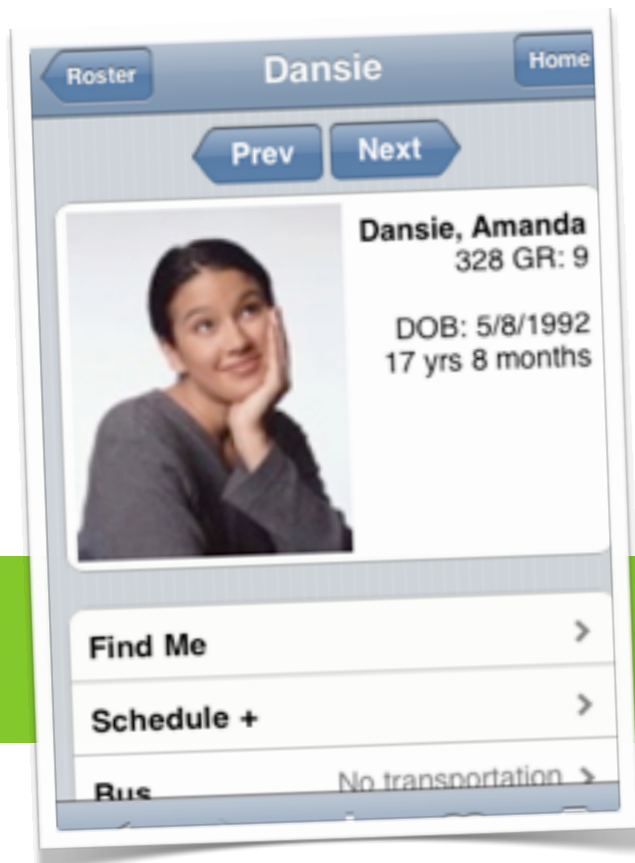 Roster
Dansie
Home
Prev
Next
Dansie, Amanda
328 GR: 9
DOB: 5/8/1992
17 yrs 8 months
Find Me
Schedule +
Bus No transportation